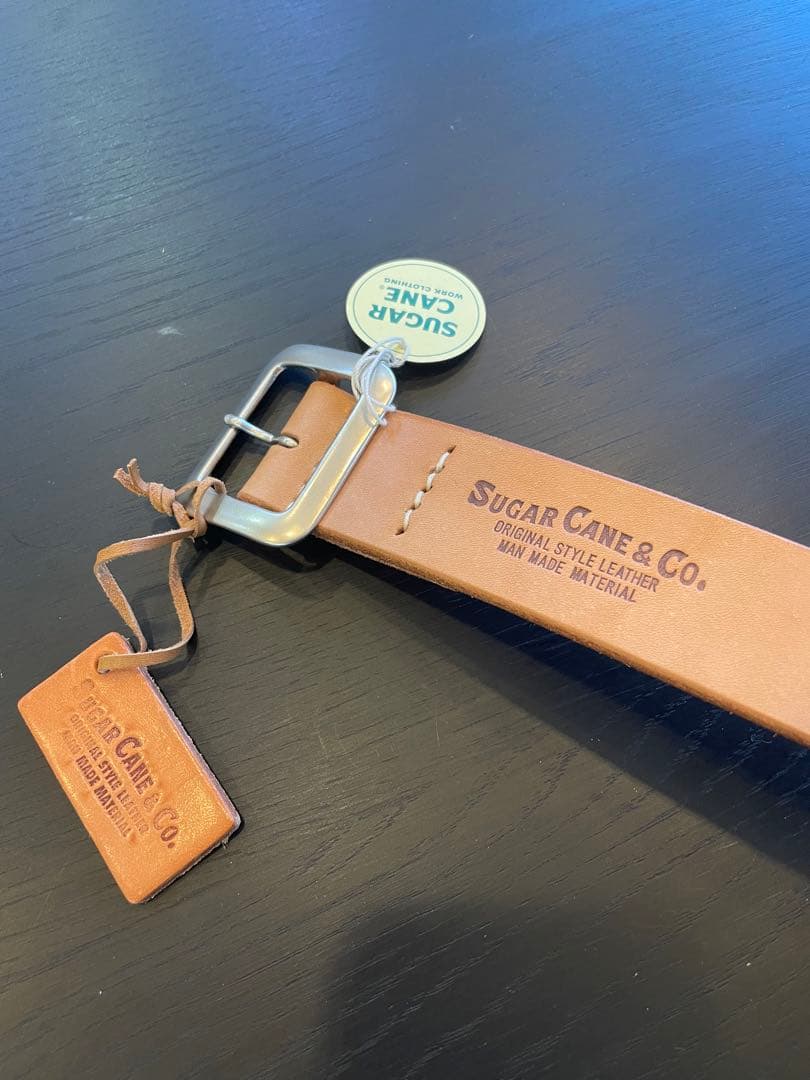 SUGAR
CANE®
WORK CLOTHING
SUGAR CANE & CO.
ORIGINAL STYLE LEATHER
MAN MADE MATERIAL
SUGAR CANE & CO.
ORIGINAL STYLE LEATHER
MAN MADE MATERIAL